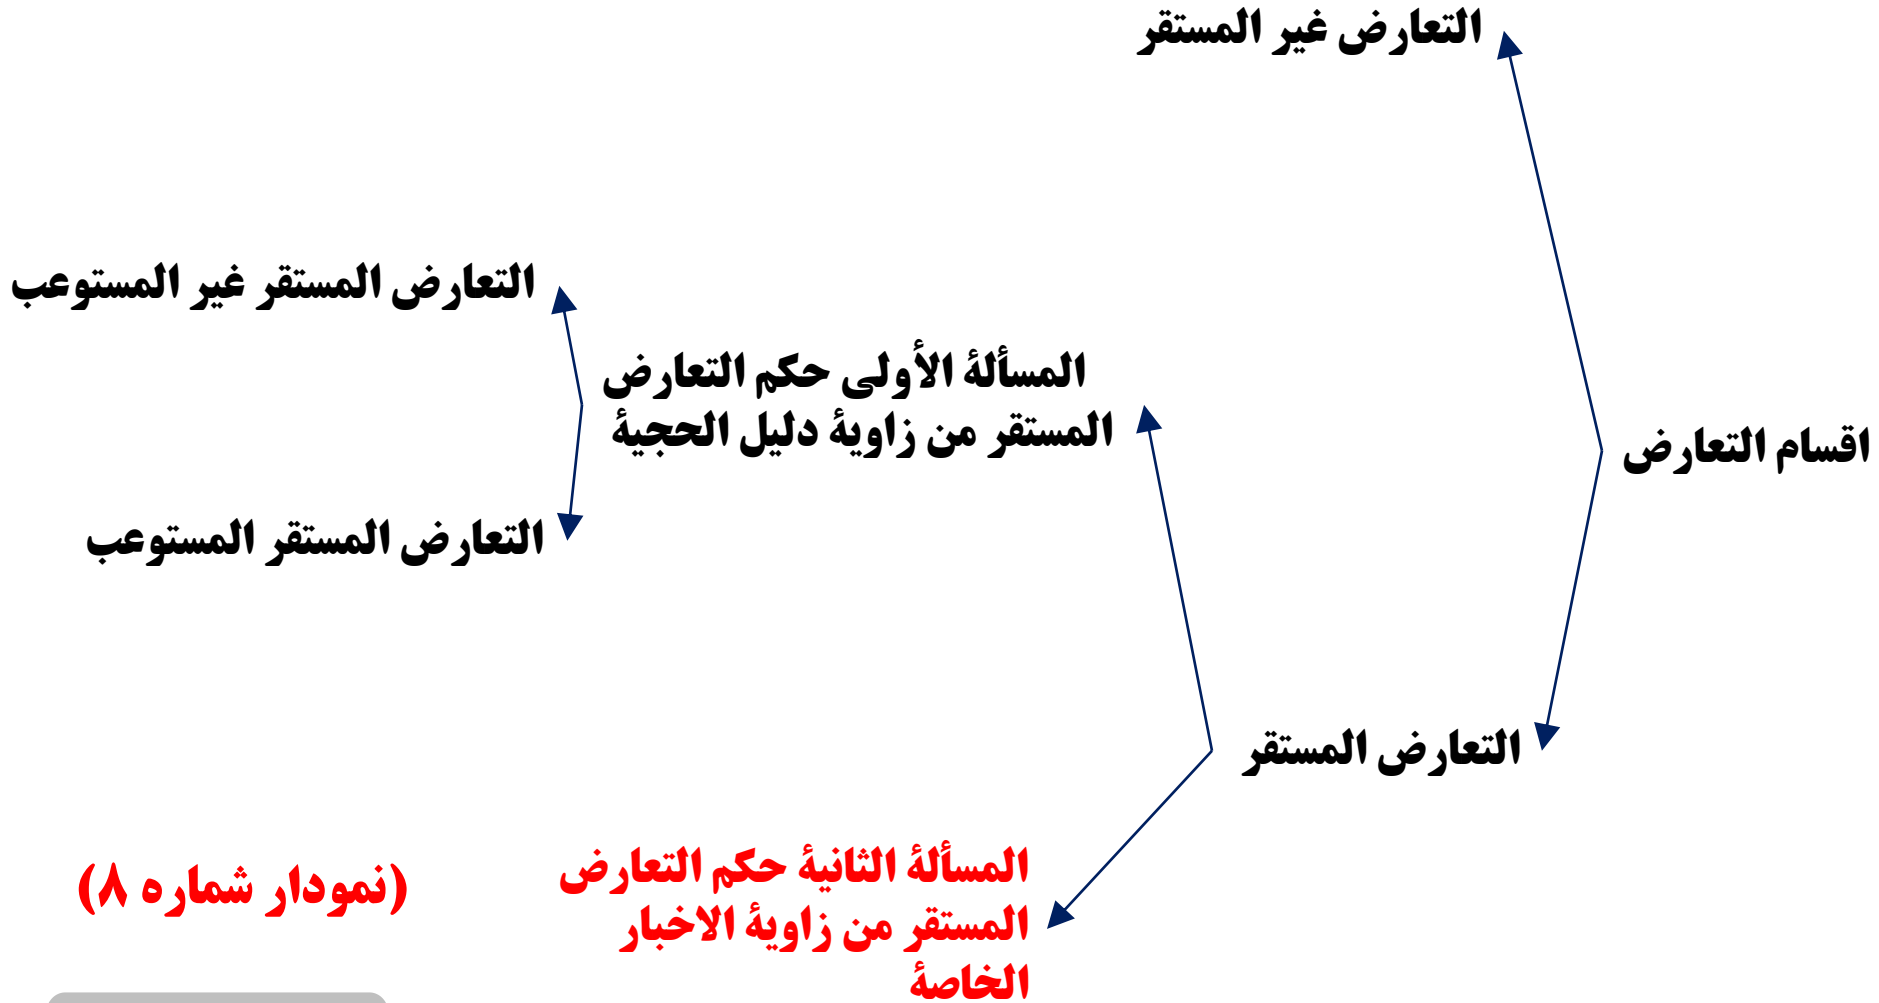 التعارض غير المستقر
اقسام التعارض
التعارض المستقر
المسألة الأولى حكم التعارض
المستقر من زاوية دليل الحجية
التعارض المستقر غير المستوعب
التعارض المستقر المستوعب
المسألة الثانية حكم التعارض
المستقر من زاوية الاخبار
الخاصة
(نمودار شماره ۸)